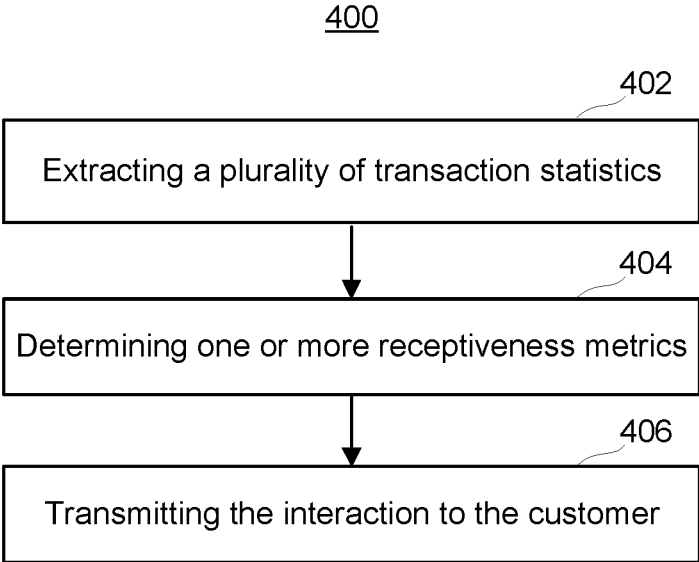 400
402
Extracting a plurality of transaction statistics
404
Determining one or more receptiveness metrics
406
Transmitting the interaction to the customer